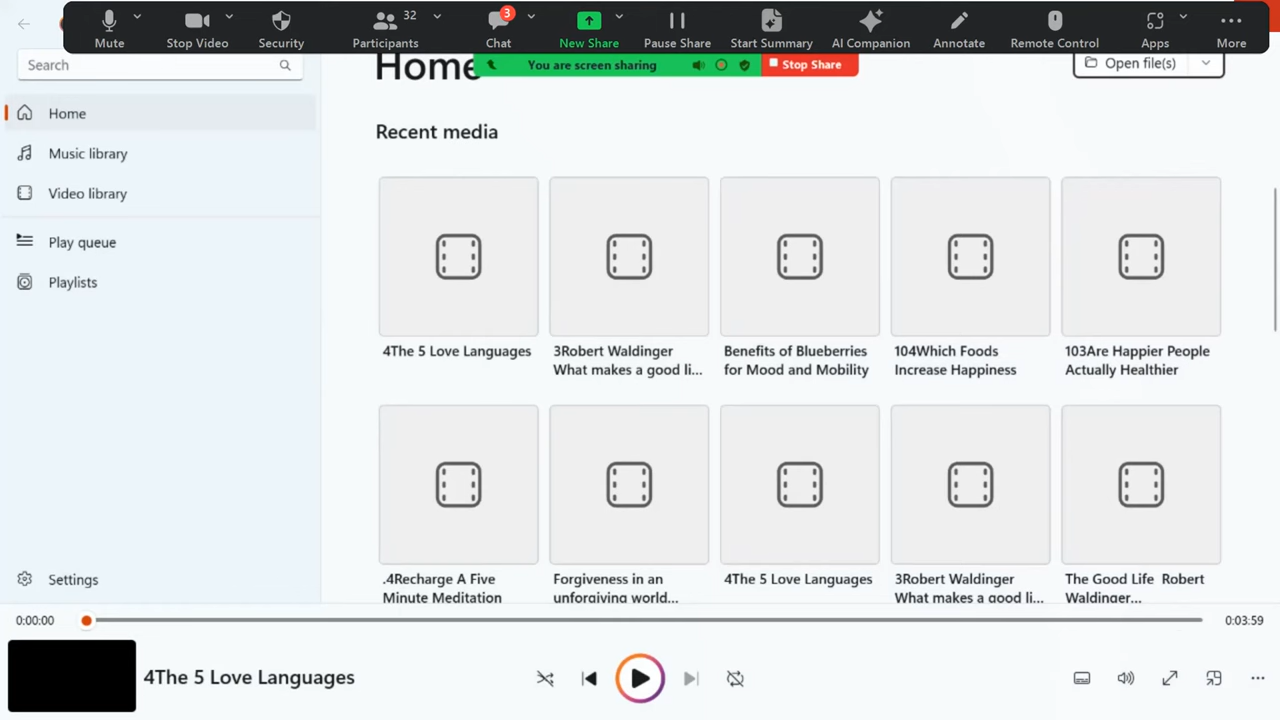 32
3
Mute
Stop Video
Security
Participants
Chat
New Share
Pause Share
Start Summary
AI Companion
Annotate
Remote Control
Apps
More
You are screen sharing
Stop Share
Search
Home
Open file(s)
Home
Music library
Video library
Play queue
Playlists
Settings
Recent media
4The 5 Love Languages
3Robert Waldinger
What makes a good li...
Benefits of Blueberries
for Mood and Mobility
104Which Foods
Increase Happiness
103Are Happier People
Actually Healthier
.4Recharge A Five
Minute Meditation
Forgiveness in an
unforgiving world...
4The 5 Love Languages
3Robert Waldinger
What makes a good li...
The Good Life Robert
Waldinger...
0:00:00
0:03:59
4The 5 Love Languages